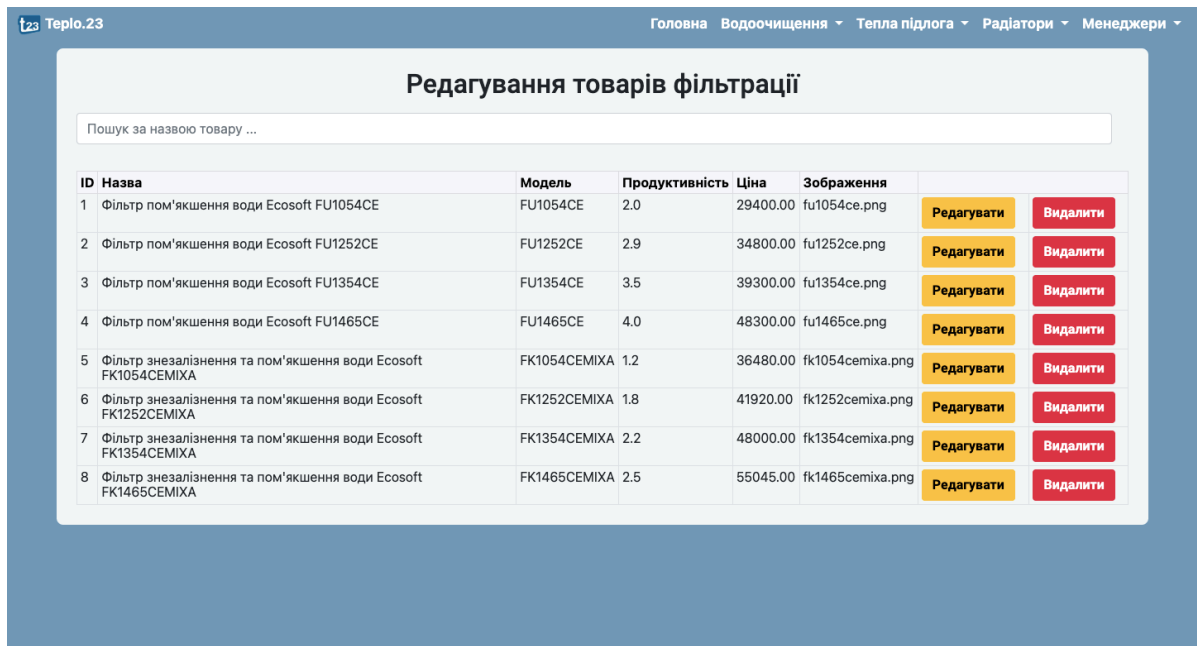 t23 Teplo.23 Головна Водоочищення Тепла підлога Радіатори Менеджери
Редагування товарів фільтрації
Пошук за назвою товару ...
ID Назва Модель Продуктивність Ціна Зображення
1 Фільтр пом'якшення води Ecosoft FU1054CE FU1054CE 2.0 29400.00 fu1054ce.png Редагувати Видалити
2 Фільтр пом'якшення води Ecosoft FU1252CE FU1252CE 2.9 34800.00 fu1252ce.png Редагувати Видалити
3 Фільтр пом'якшення води Ecosoft FU1354CE FU1354CE 3.5 39300.00 fu1354ce.png Редагувати Видалити
4 Фільтр пом'якшення води Ecosoft FU1465CE FU1465CE 4.0 48300.00 fu1465ce.png Редагувати Видалити
5 Фільтр знезалізнення та пом'якшення води Ecosoft FK1054CEMIXA 1.2 36480.00 fk1054cemixa.png Редагувати Видалити
FK1054CEMIXA
6 Фільтр знезалізнення та пом'якшення води Ecosoft FK1252CEMIXA 1.8 41920.00 fk1252cemixa.png Редагувати Видалити
FK1252CEMIXA
7 Фільтр знезалізнення та пом'якшення води Ecosoft FK1354CEMIXA 2.2 48000.00 fk1354cemixa.png Редагувати Видалити
FK1354CEMIXA
8 Фільтр знезалізнення та пом'якшення води Ecosoft FK1465CEMIXA 2.5 55045.00 fk1465cemixa.png Редагувати Видалити
FK1465CEMIXA